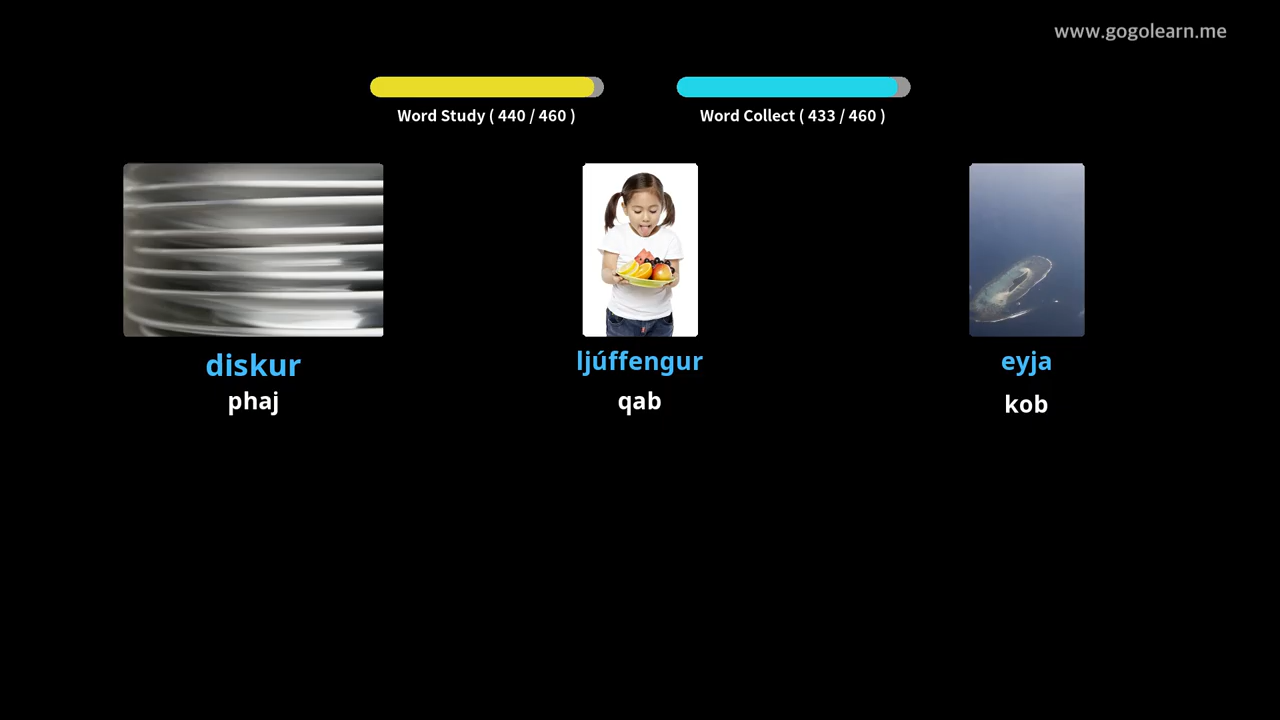 www.gogolearn.me
Word Study ( 440 / 460 )
Word Collect ( 433 / 460 )
diskur
phaj
ljúffengur
qab
eyja
kob